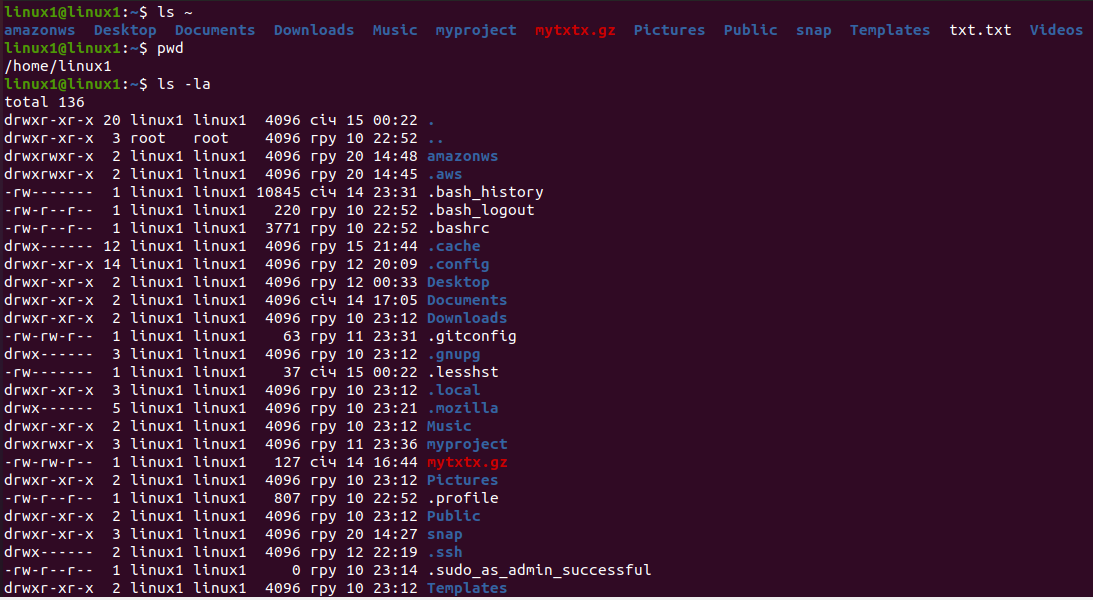 linux1@linux1:~$ ls ~
amazonws  Desktop  Documents  Downloads  Music  myproject  mytxtx.gz  Pictures  Public  snap  Templates  txt.txt  Videos
linux1@linux1:~$ pwd
/home/linux1
linux1@linux1:~$ ls -la
total 136
drwxr-xr-x 20 linux1 linux1  4096 січ 15 00:22 .
drwxr-xr-x  3 root   root    4096 гру 10 22:52 ..
drwxrwxr-x  2 linux1 linux1  4096 гру 20 14:48 amazonws
drwxrwxr-x  2 linux1 linux1  4096 гру 20 14:45 .aws
-rw-------  1 linux1 linux1 10845 січ 14 23:31 .bash_history
-rw-r--r--  1 linux1 linux1   220 гру 10 22:52 .bash_logout
-rw-r--r--  1 linux1 linux1  3771 гру 10 22:52 .bashrc
drwx------ 12 linux1 linux1  4096 гру 15 21:44 .cache
drwxr-xr-x 14 linux1 linux1  4096 гру 12 20:09 .config
drwxr-xr-x  2 linux1 linux1  4096 гру 12 00:33 Desktop
drwxr-xr-x  2 linux1 linux1  4096 січ 14 17:05 Documents
drwxr-xr-x  2 linux1 linux1  4096 гру 10 23:12 Downloads
-rw-rw-r--  1 linux1 linux1    63 гру 11 23:31 .gitconfig
drwx------  3 linux1 linux1  4096 гру 10 23:12 .gnupg
-rw-------  1 linux1 linux1    37 січ 15 00:22 .lesshst
drwxr-xr-x  3 linux1 linux1  4096 гру 10 23:12 .local
drwx------  5 linux1 linux1  4096 гру 10 23:21 .mozilla
drwxr-xr-x  2 linux1 linux1  4096 гру 10 23:12 Music
drwxrwxr-x  3 linux1 linux1  4096 гру 11 23:36 myproject
-rw-rw-r--  1 linux1 linux1   127 січ 14 16:44 mytxtx.gz
drwxr-xr-x  2 linux1 linux1  4096 гру 10 23:12 Pictures
-rw-r--r--  1 linux1 linux1   807 гру 10 22:52 .profile
drwxr-xr-x  2 linux1 linux1  4096 гру 10 23:12 Public
drwxr-xr-x  3 linux1 linux1  4096 гру 20 14:27 snap
drwx------  2 linux1 linux1  4096 гру 12 22:19 .ssh
-rw-r--r--  1 linux1 linux1     0 гру 10 23:14 .sudo_as_admin_successful
drwxr-xr-x  2 linux1 linux1  4096 гру 10 23:12 Templates